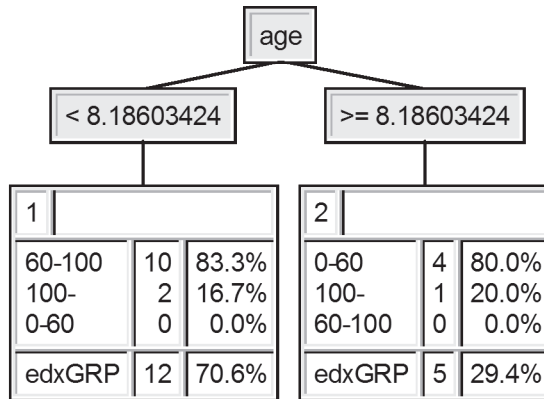 age
< 8.18603424
>= 8.18603424
1
60-100 10 83.3%
100- 2 16.7%
0-60 0 0.0%
edxGRP 12 70.6%
2
0-60 4 80.0%
100- 1 20.0%
60-100 0 0.0%
edxGRP 5 29.4%